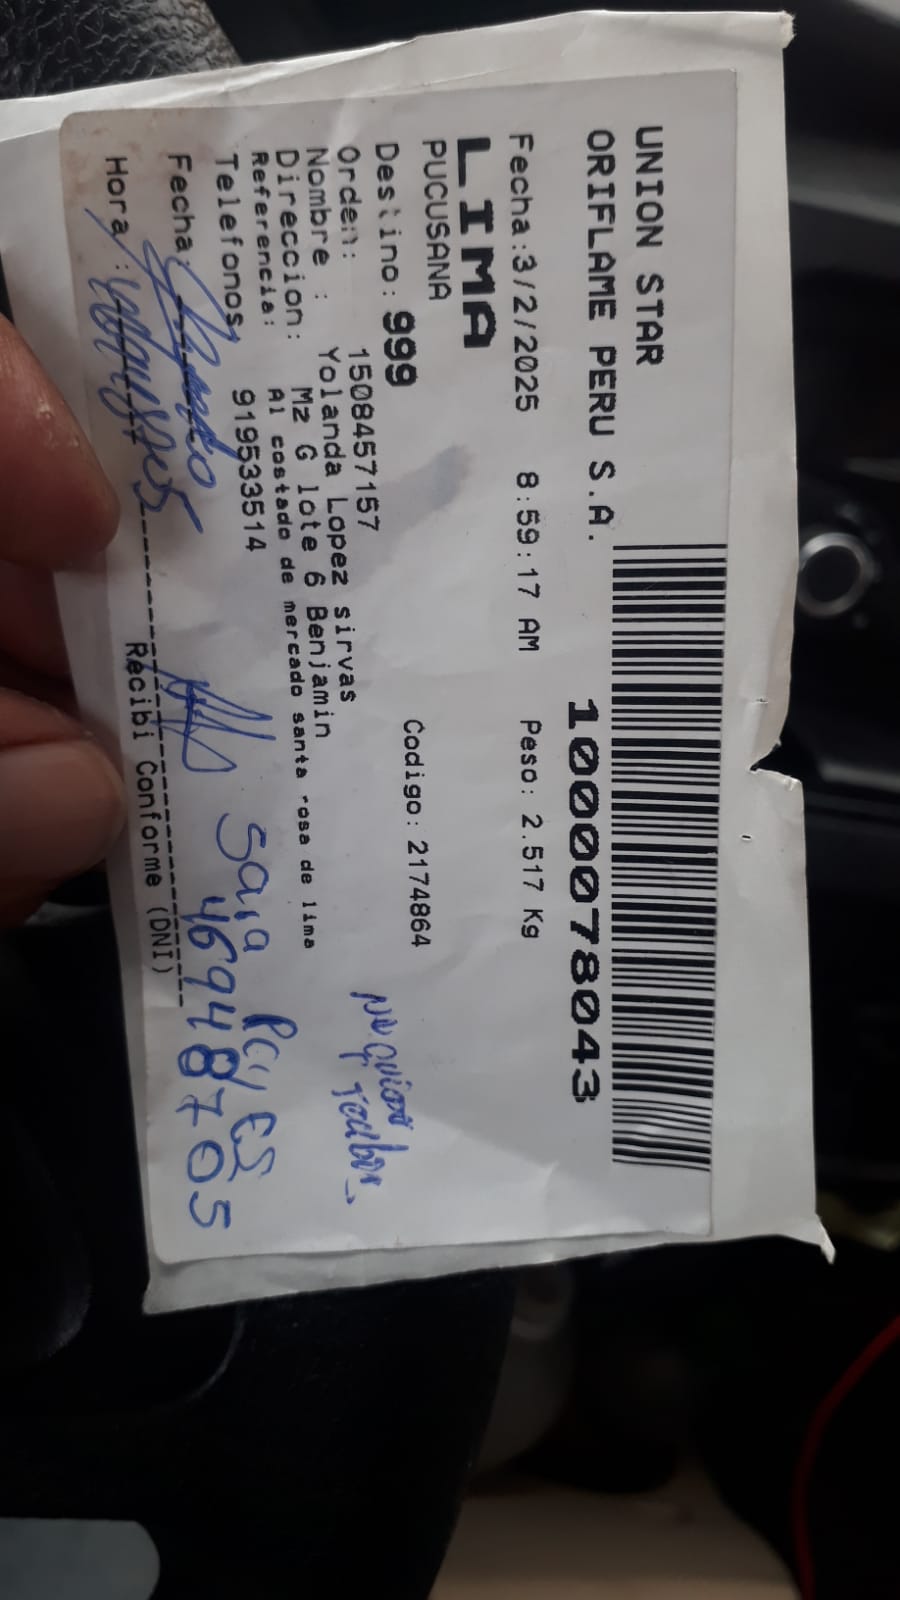 UNION STAR
ORIFLAME PERU S.A.
10000078043
Fecha:3/2/2025 8:59:17 AM Peso: 2.517 Kg
LIMA
PUCUSANA
Destino: 999 Codigo: 2174864
Orden: 1508457157
Nombre : Yolanda Lopez sirvas
Direccion: Mz G lote 6 Benjamin
Referencia: Al costado de mercado santa rosa de lima
Telefonos: 919533514
Fecha:
Hora :
Recibi Conforme (DNI)
46948705